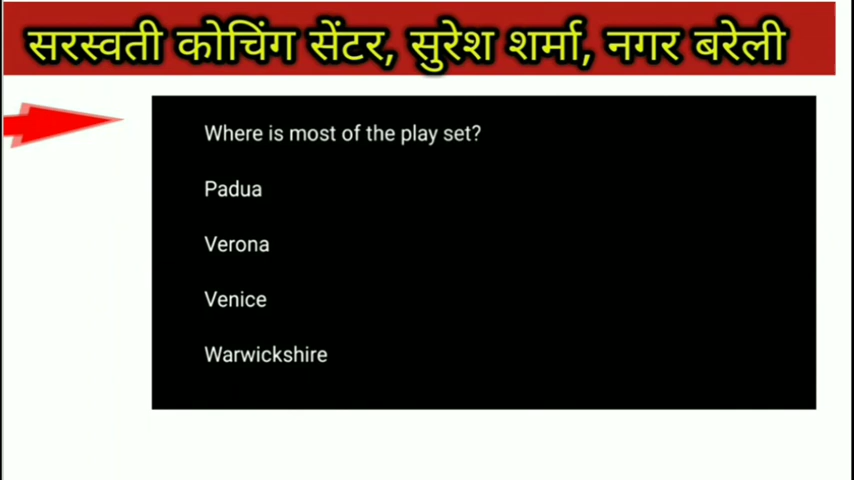 सरस्वती कोचिंग सेंटर, सुरेश शर्मा, नगर बरेली
Where is most of the play set?
Padua
Verona
Venice
Warwickshire